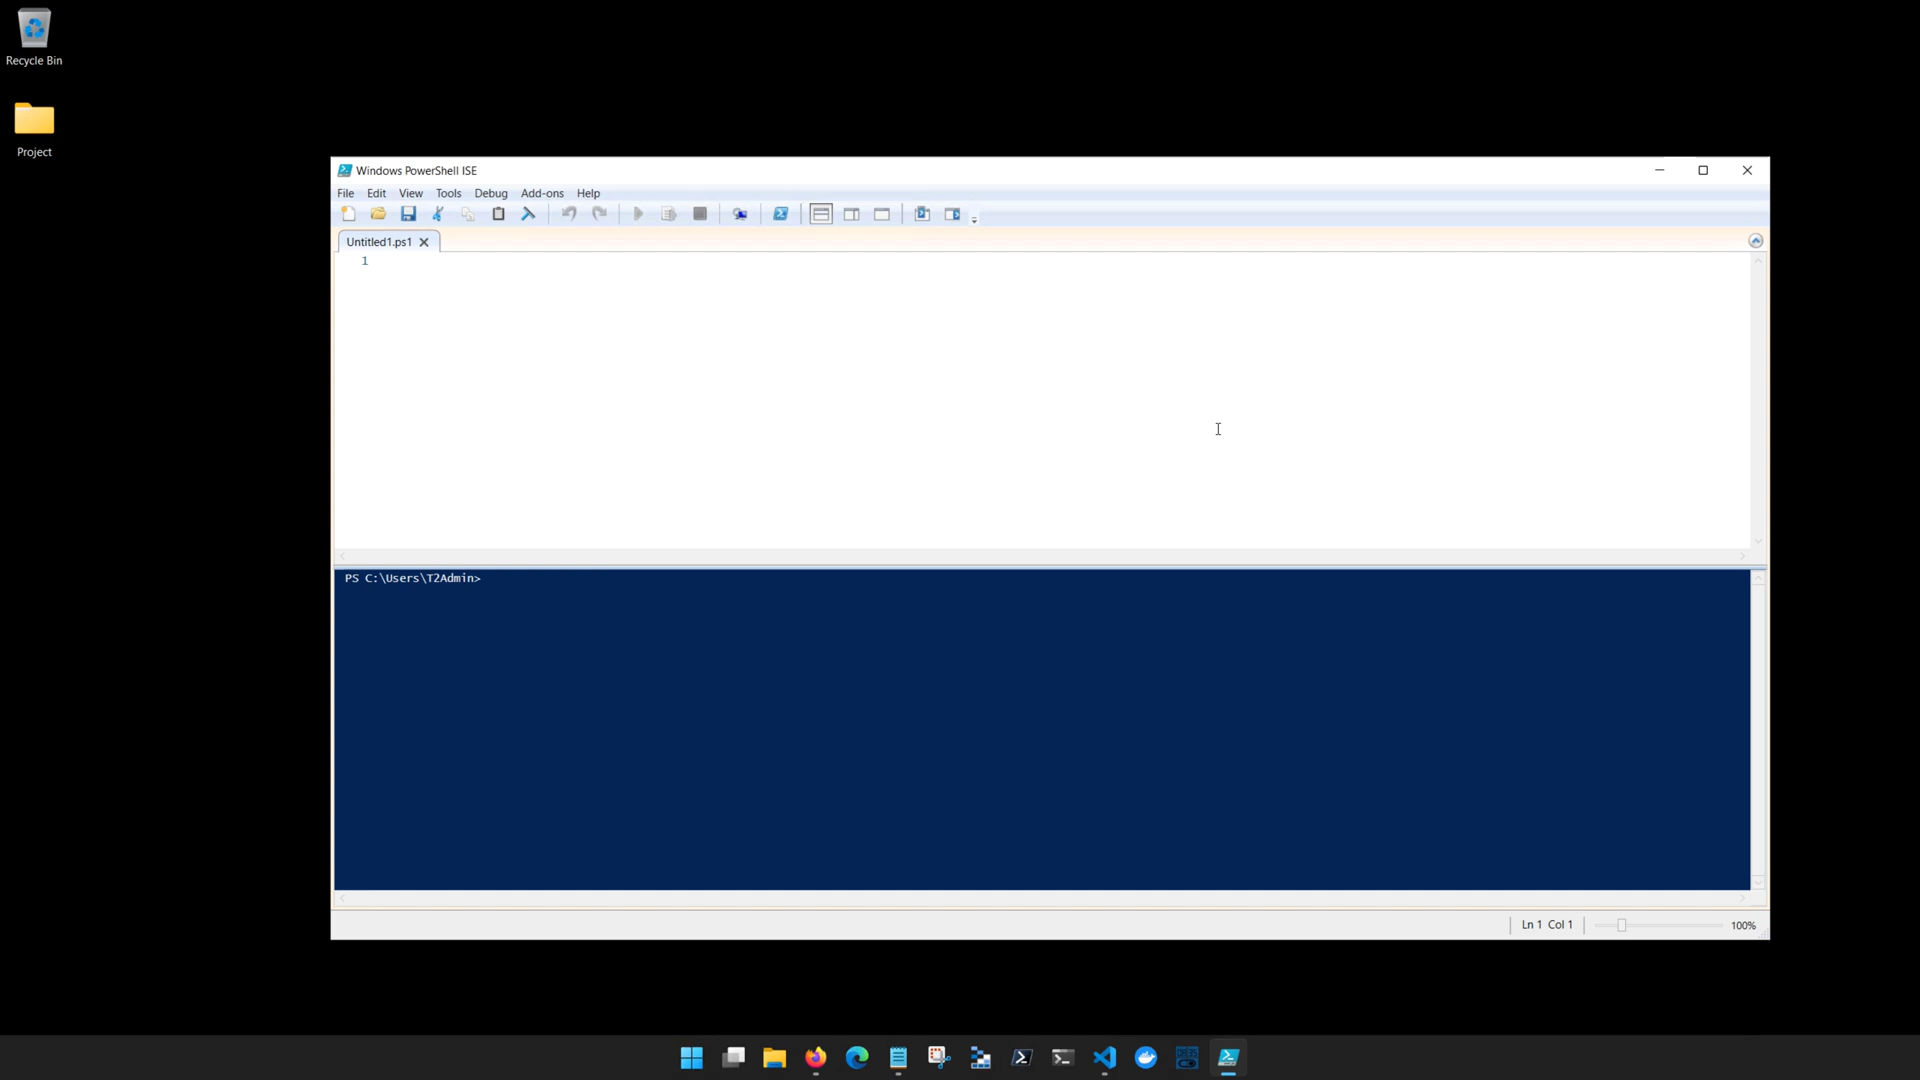 Recycle Bin
Project
Windows PowerShell ISE
File Edit View Tools Debug Add-ons Help
Untitled1.ps1
1
PS C:\Users\T2Admin>
Ln 1 Col 1
100%